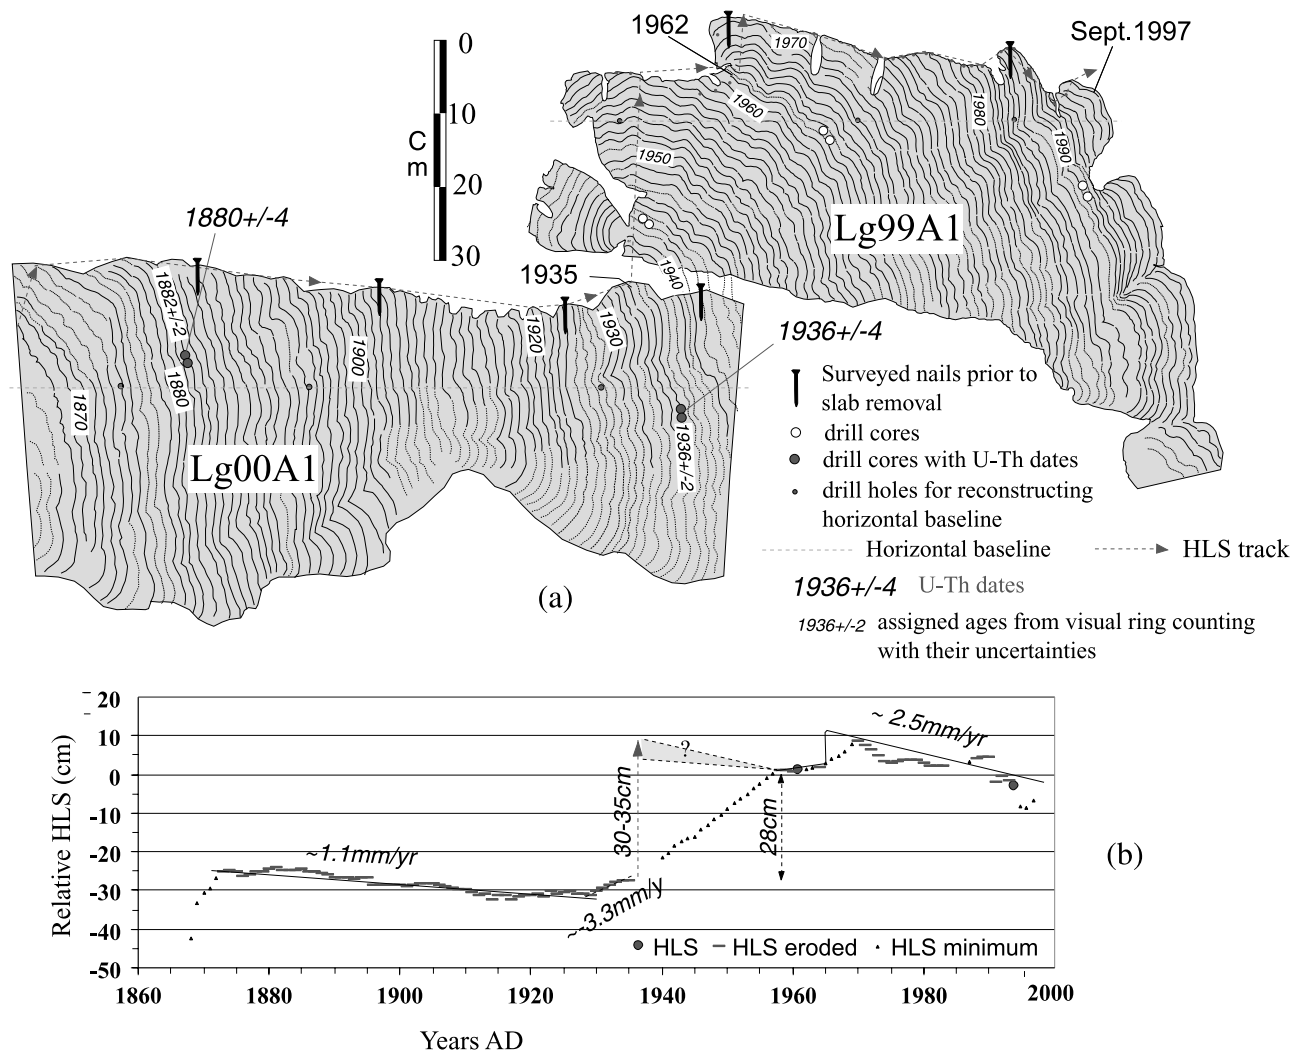 1962
Sept.1997
0
10
C
m
20
30
1970
1960
1980
1990
1950
Lg99A1
1940
1935
1880+/-4
1882+/-2
1880
1870
1900
1920
1930
Lg00A1
1936+/-2
1936+/-4
Surveyed nails prior to
slab removal
drill cores
drill cores with U-Th dates
drill holes for reconstructing
horizontal baseline
Horizontal baseline
HLS track
1936+/-4 U-Th dates
1936+/-2 assigned ages from visual ring counting
with their uncertainties
(a)
20
10
0
-10
-20
-30
-40
-50
Relative HLS (cm)
~1.1mm/yr
~~3.3mm/y
30-35cm
?
28cm
~ 2.5mm/yr
HLS
HLS eroded
HLS minimum
(b)
1860 1880 1900 1920 1940 1960 1980 2000
Years AD